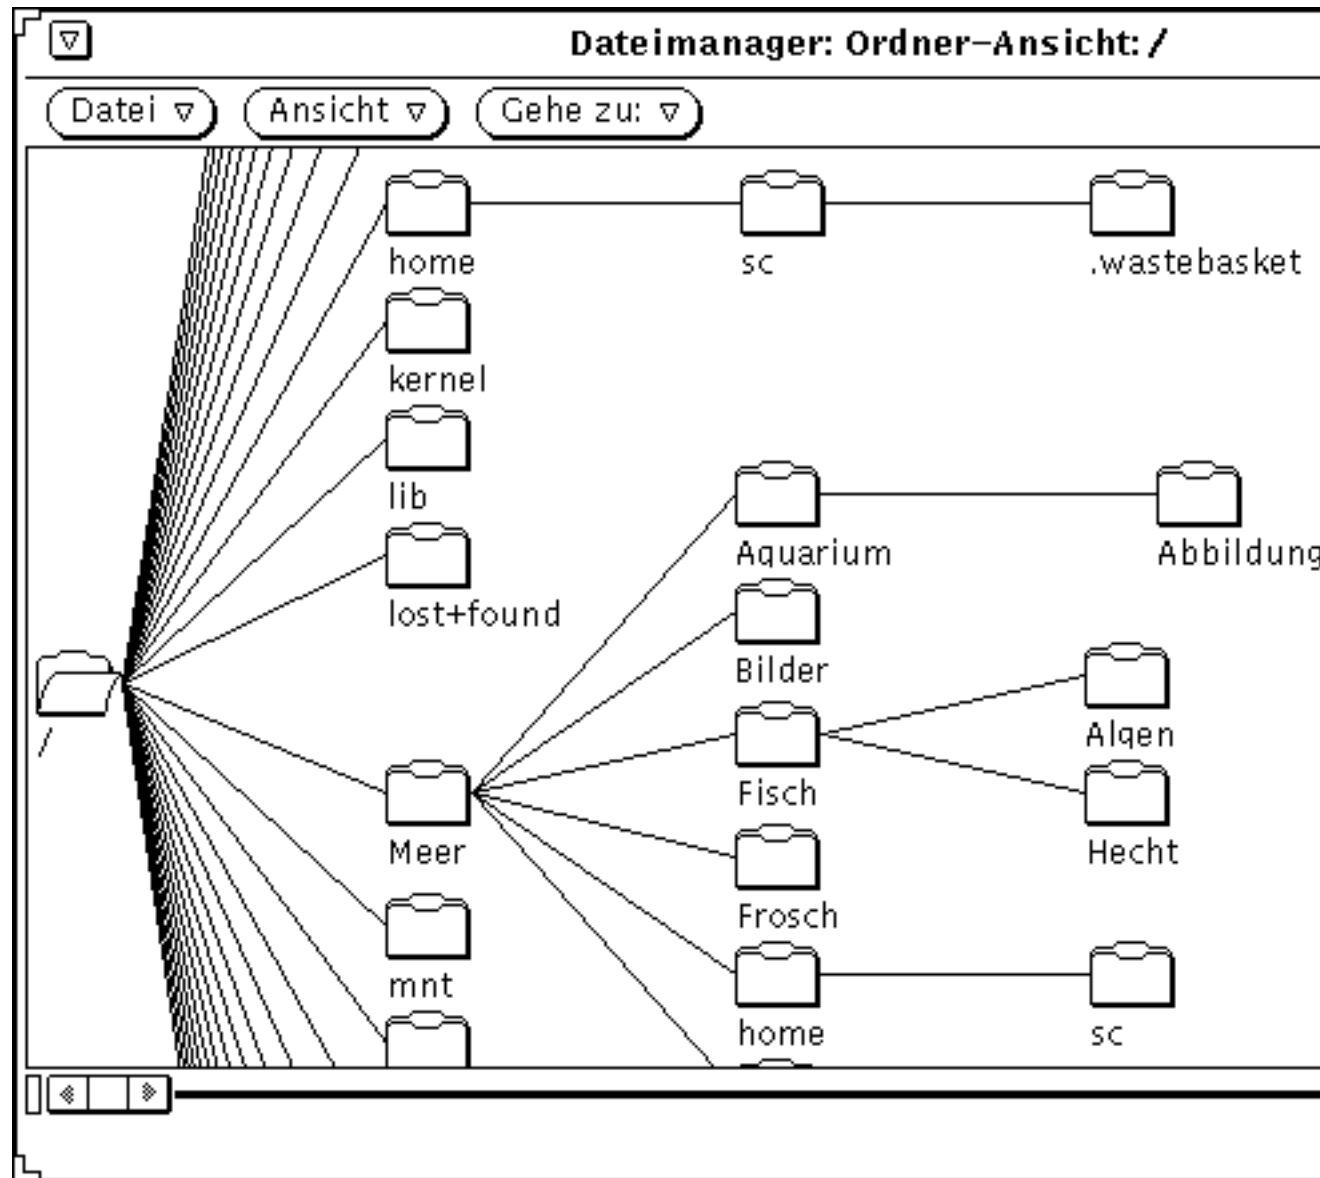 Dateimanager: Ordner-Ansicht: /
Datei Ansicht Gehe zu:
home sc .wastebasket
kernel
lib
Aquarium Abbildung
lost+found
Bilder
Algen
/
Fisch
Meer Hecht
Frosch
mnt
home sc